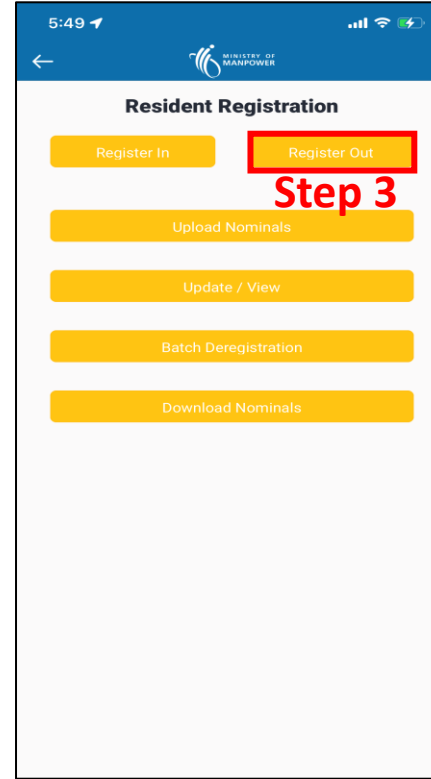 5:49
MINISTRY OF
MANPOWER
Resident Registration
Register In
Register Out
Step 3
Upload Nominals
Update / View
Batch Deregistration
Download Nominals